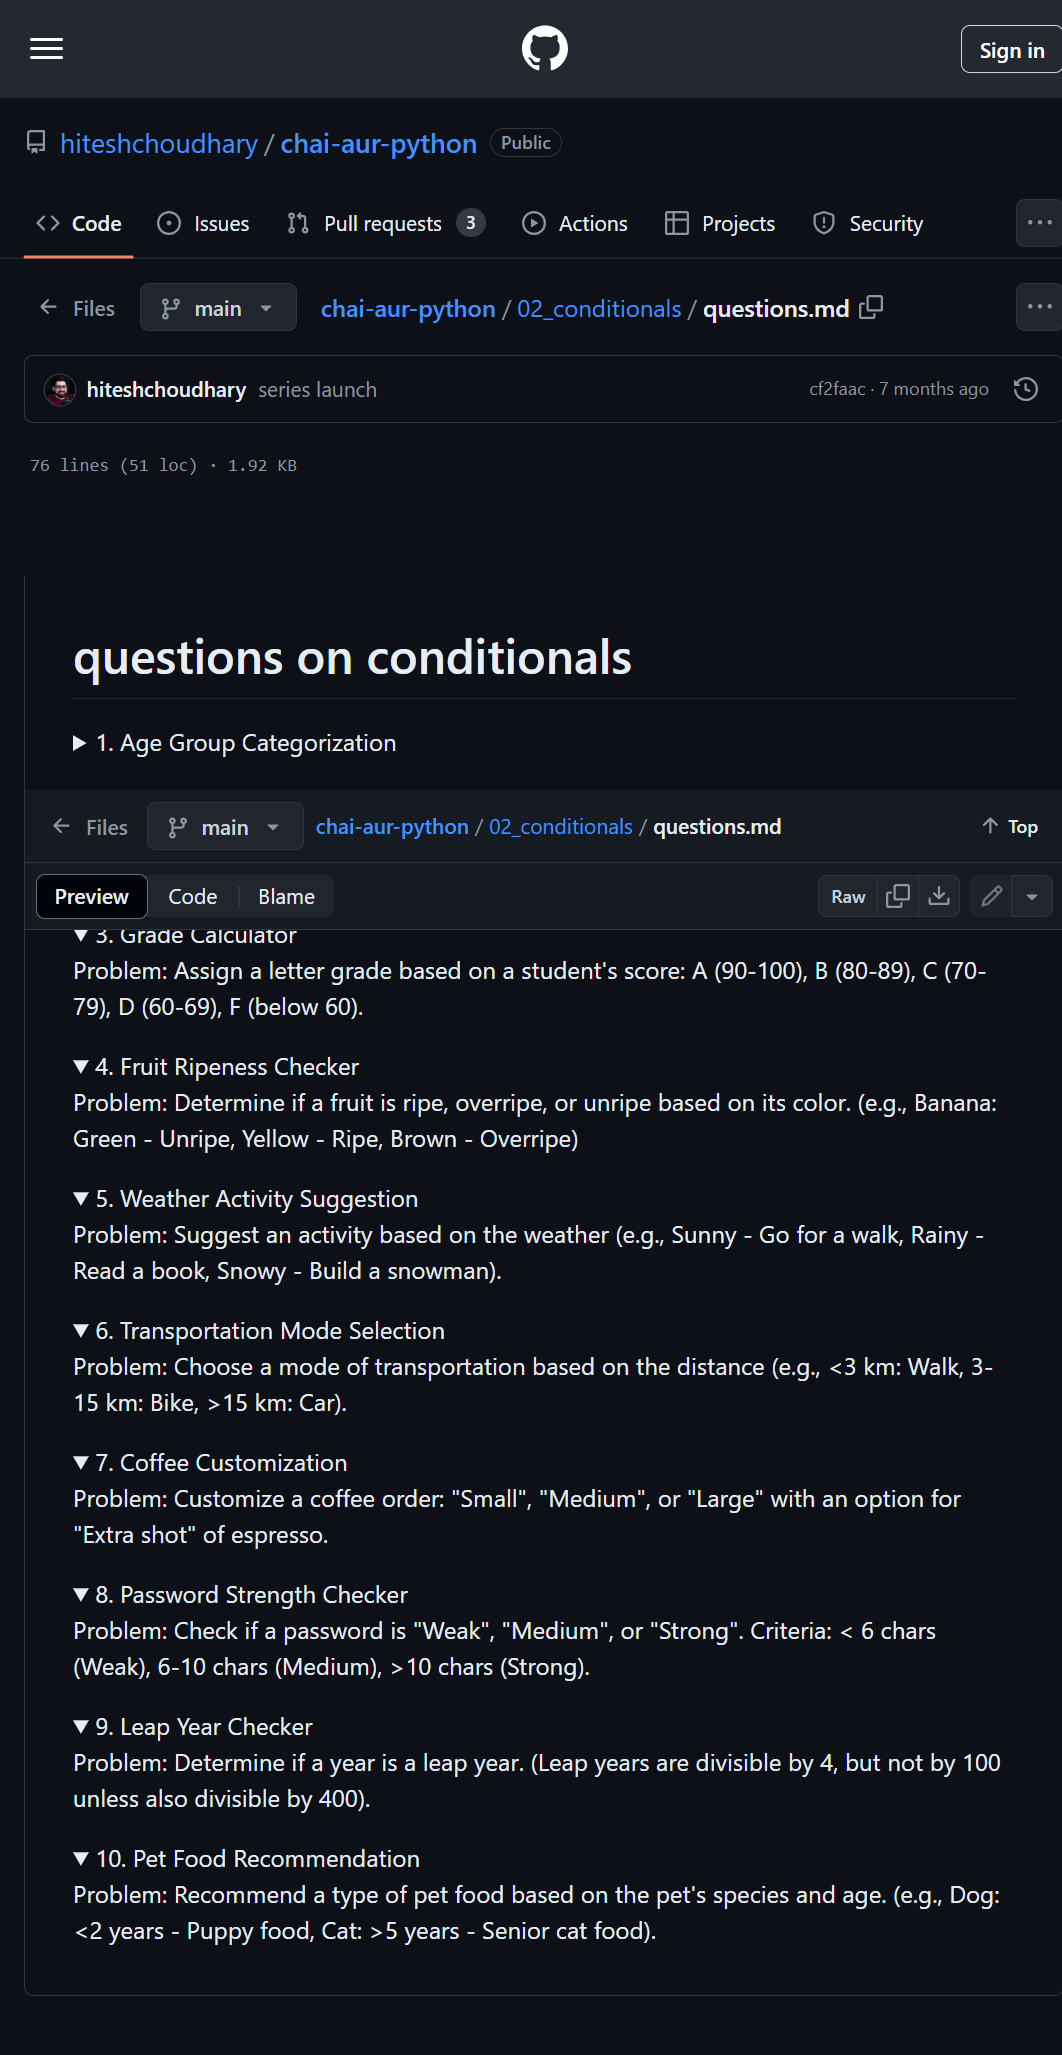 Sign in
hiteshchoudhary / chai-aur-python Public
Code Issues Pull requests 3 Actions Projects Security
Files main chai-aur-python / 02_conditionals / questions.md
hiteshchoudhary series launch cf2faac · 7 months ago
76 lines (51 loc) · 1.92 KB
questions on conditionals
1. Age Group Categorization
Files main chai-aur-python / 02_conditionals / questions.md Top
Preview Code Blame Raw
3. Grade Calculator
Problem: Assign a letter grade based on a student's score: A (90-100), B (80-89), C (70-
79), D (60-69), F (below 60).
4. Fruit Ripeness Checker
Problem: Determine if a fruit is ripe, overripe, or unripe based on its color. (e.g., Banana:
Green - Unripe, Yellow - Ripe, Brown - Overripe)
5. Weather Activity Suggestion
Problem: Suggest an activity based on the weather (e.g., Sunny - Go for a walk, Rainy -
Read a book, Snowy - Build a snowman).
6. Transportation Mode Selection
Problem: Choose a mode of transportation based on the distance (e.g., <3 km: Walk, 3-
15 km: Bike, >15 km: Car).
7. Coffee Customization
Problem: Customize a coffee order: "Small", "Medium", or "Large" with an option for
"Extra shot" of espresso.
8. Password Strength Checker
Problem: Check if a password is "Weak", "Medium", or "Strong". Criteria: < 6 chars
(Weak), 6-10 chars (Medium), >10 chars (Strong).
9. Leap Year Checker
Problem: Determine if a year is a leap year. (Leap years are divisible by 4, but not by 100
unless also divisible by 400).
10. Pet Food Recommendation
Problem: Recommend a type of pet food based on the pet's species and age. (e.g., Dog:
<2 years - Puppy food, Cat: >5 years - Senior cat food).